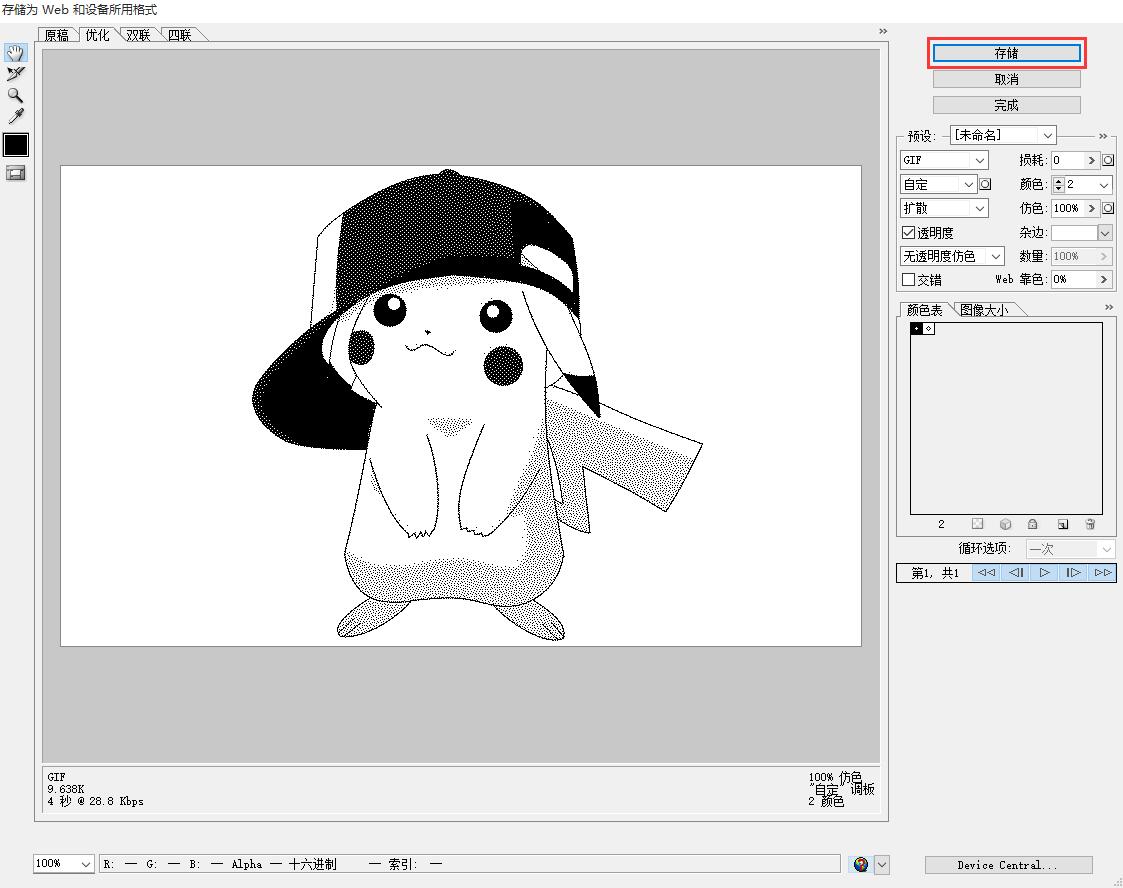 存储为 Web 和设备所用格式
原稿 优化 双联 四联
存储
取消
完成
预设: [未命名]
GIF 损耗: 0
自定 颜色: 2
扩散 仿色: 100%
透明度 杂边:
无透明度仿色 数量: 100%
交错 Web 靠色: 0%
颜色表 图像大小
2
循环选项: 一次
第1, 共1
GIF
9.638K
4 秒 @ 28.8 Kbps
100% 仿色
"自定" 调板
2 颜色
100% R: — G: — B: — Alpha — 十六进制 — 索引: —
Device Central...